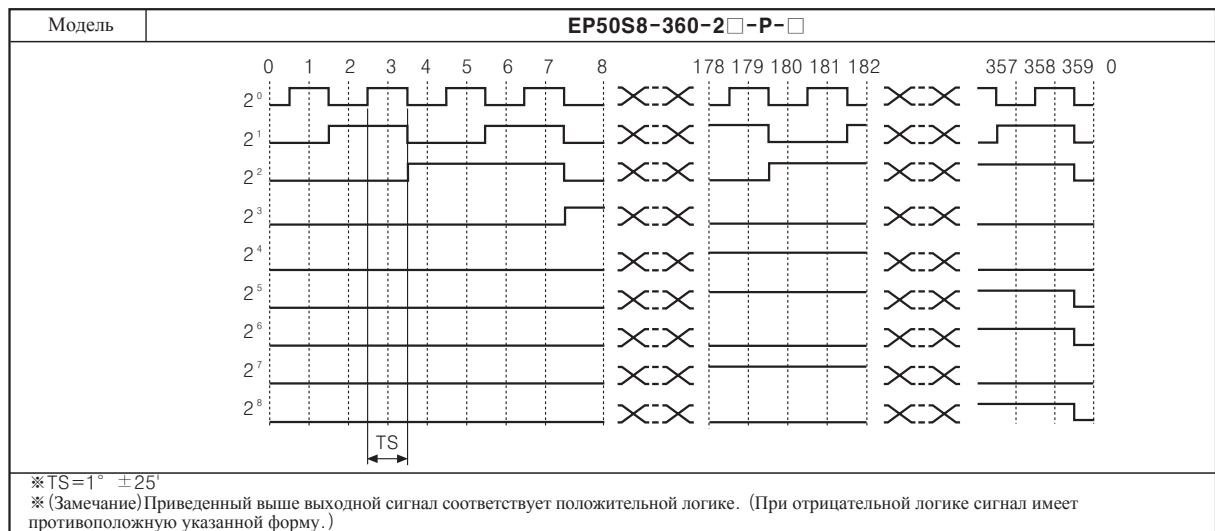 Модель EP50S8-360-2□-P-□
0 1 2 3 4 5 6 7 8 178 179 180 181 182 357 358 359 0
2⁰
2¹
2²
2³
2⁴
2⁵
2⁶
2⁷
2⁸
TS
※TS=1° ±25'
※(Замечание)Приведенный выше выходной сигнал соответствует положительной логике. (При отрицательной логике сигнал имеет
противоположную указанной форму.)